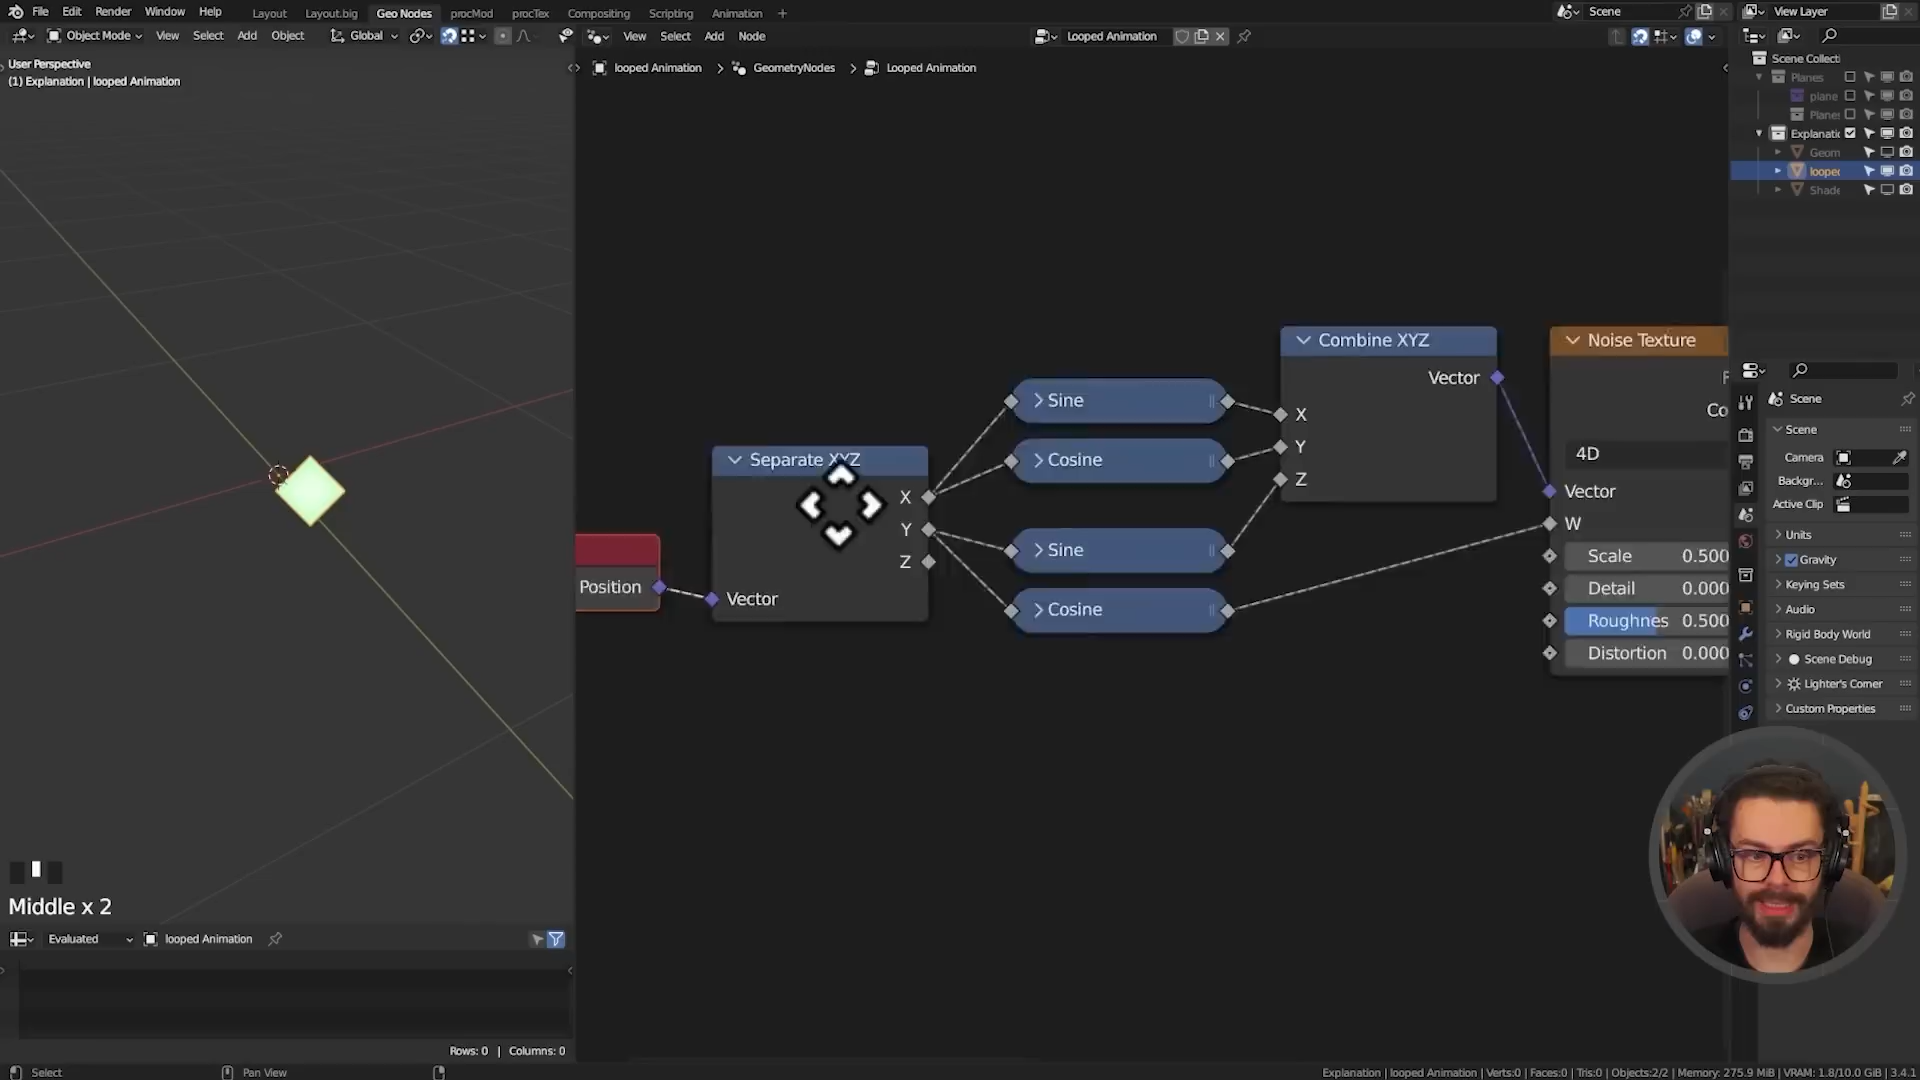 File Edit Render Window Help Layout Layout.big Geo Nodes procMod procTex Compositing Scripting Animation + Scene View Layer
Object Mode View Select Add Object Global View Select Add Node Looped Animation
User Perspective
(1) Explanation | looped Animation
looped Animation > GeometryNodes > Looped Animation
Scene Collecti
Planes
plane
Planes
Explanatic
Geom
looped
Shade
Combine XYZ
Vector
X
Y
Z
Noise Texture
Co
4D
Vector
W
Scale 0.500
Detail 0.000
Roughnes 0.500
Distortion 0.000
Sine
Cosine
Sine
Cosine
Separate XYZ
X
Y
Z
Vector
Position
Scene
Scene
Camera
Backgr...
Active Clip
Units
Gravity
Keying Sets
Audio
Rigid Body World
Scene Debug
Lighter's Corner
Custom Properties
Middle x 2
Evaluated looped Animation
Rows: 0 | Columns: 0
Select Pan View Explanation | looped Animation | Verts:0 | Faces:0 | Tris:0 | Objects:2/2 | Memory: 275.9 MiB | VRAM: 1.8/10.0 GiB | 3.4.1